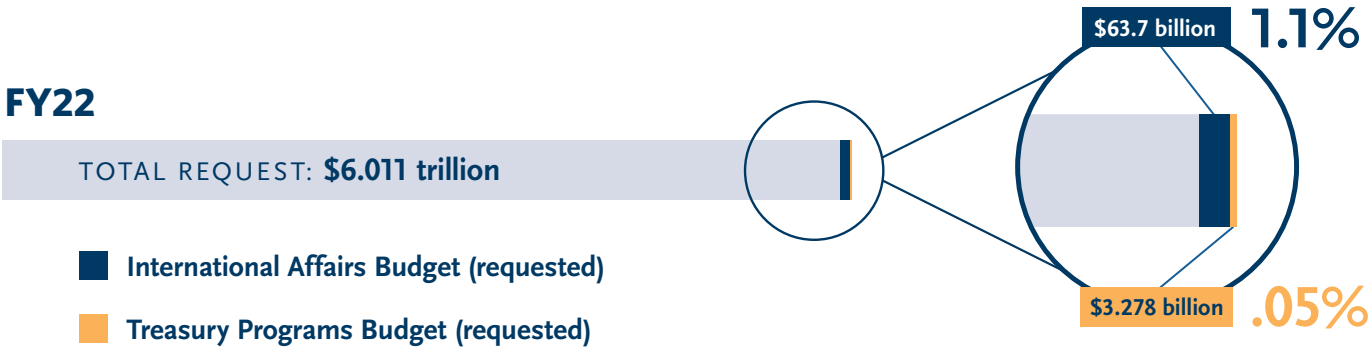 $63.7 billion
1.1%
FY22
TOTAL REQUEST: $6.011 trillion
International Affairs Budget (requested)
$3.278 billion
.05%
Treasury Programs Budget (requested)